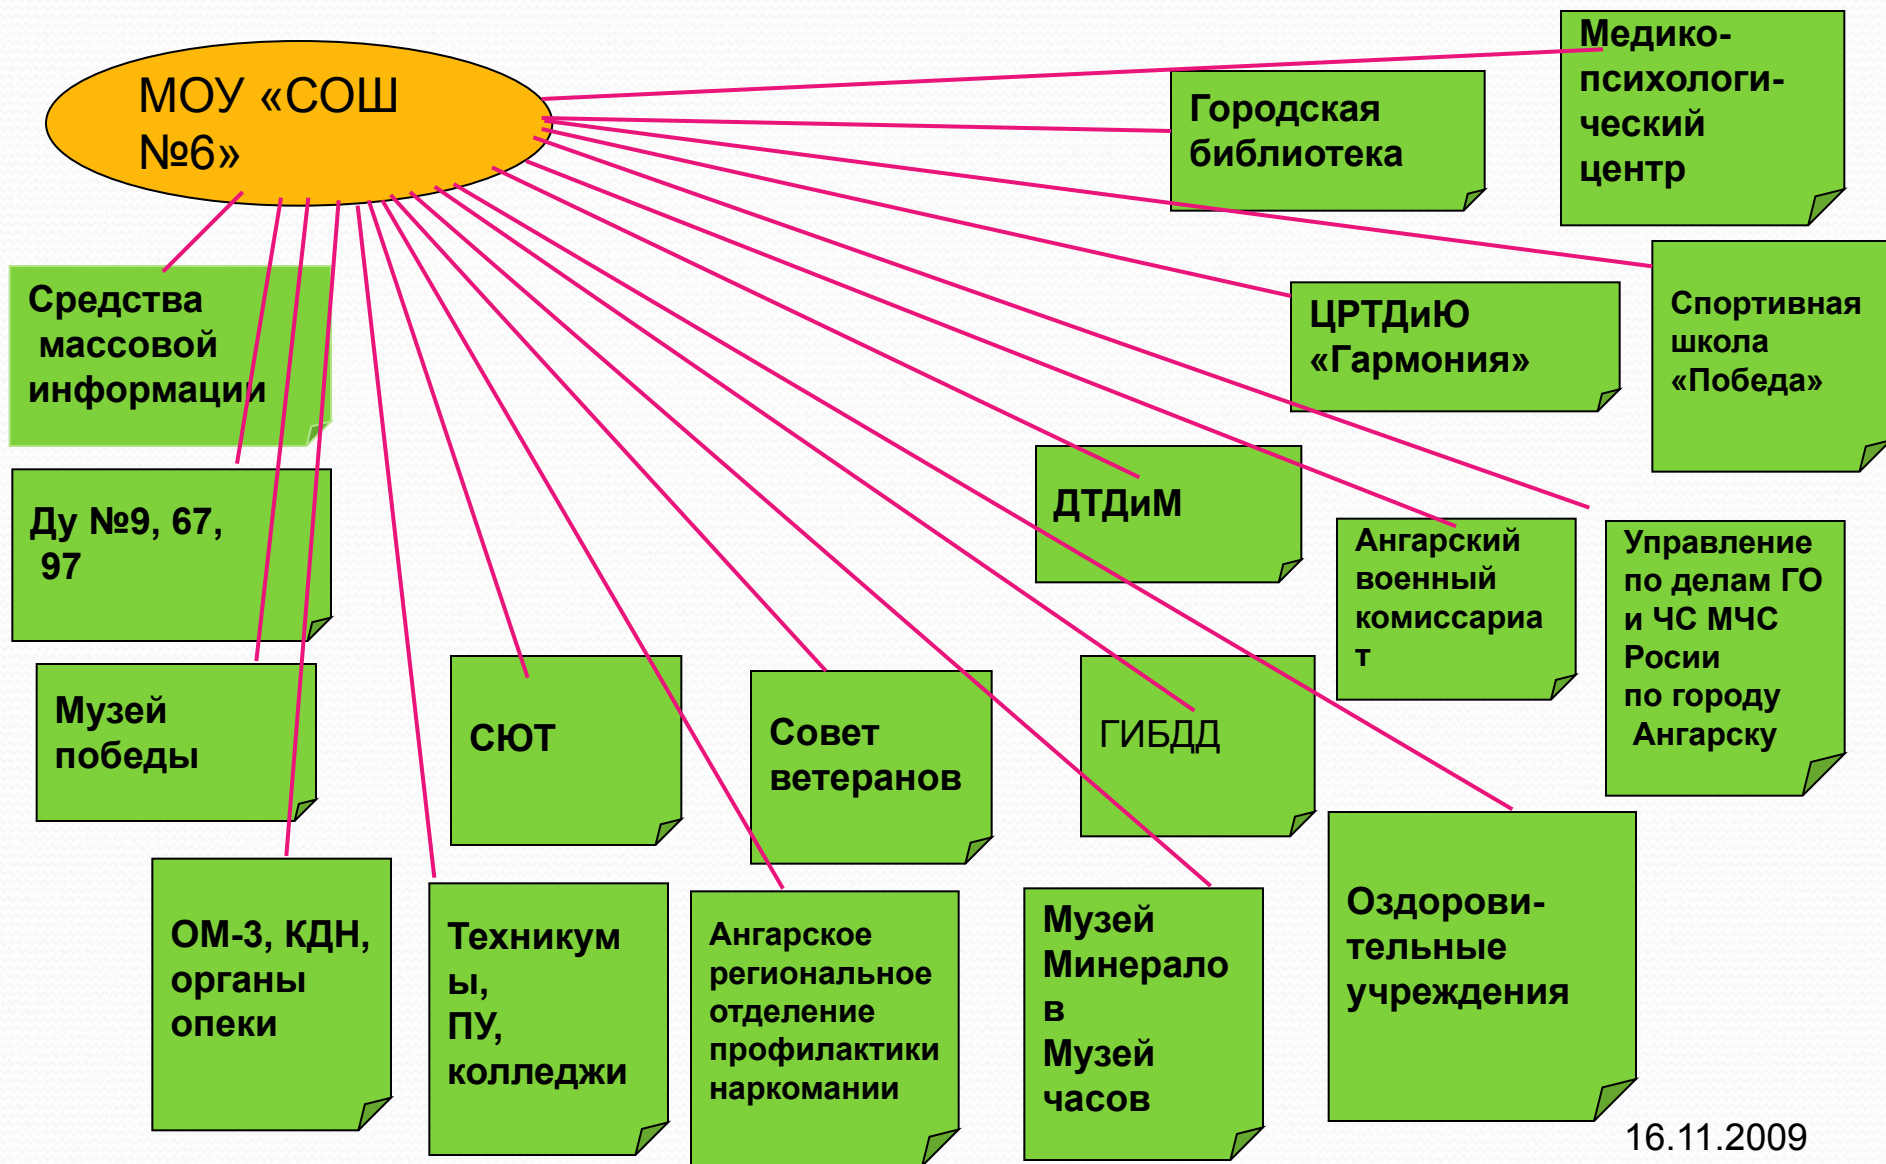 МОУ «СОШ
№6»
Медико-
психологи-
ческий
центр
Городская
библиотека
Средства
массовой
информации
ЦРТДиЮ
«Гармония»
Спортивная
школа
«Победа»
Ду №9, 67,
97
ДТДиМ
Ангарский
военный
комиссариа
т
Управление
по делам ГО
и ЧС МЧС
Росии
по городу
Ангарску
Музей
победы
СЮТ
Совет
ветеранов
ГИБДД
ОМ-3, КДН,
органы
опеки
Техникум
ы,
ПУ,
колледжи
Ангарское
региональное
отделение
профилактики
наркомании
Музей
Минерало
в
Музей
часов
Оздорови-
тельные
учреждения
16.11.2009